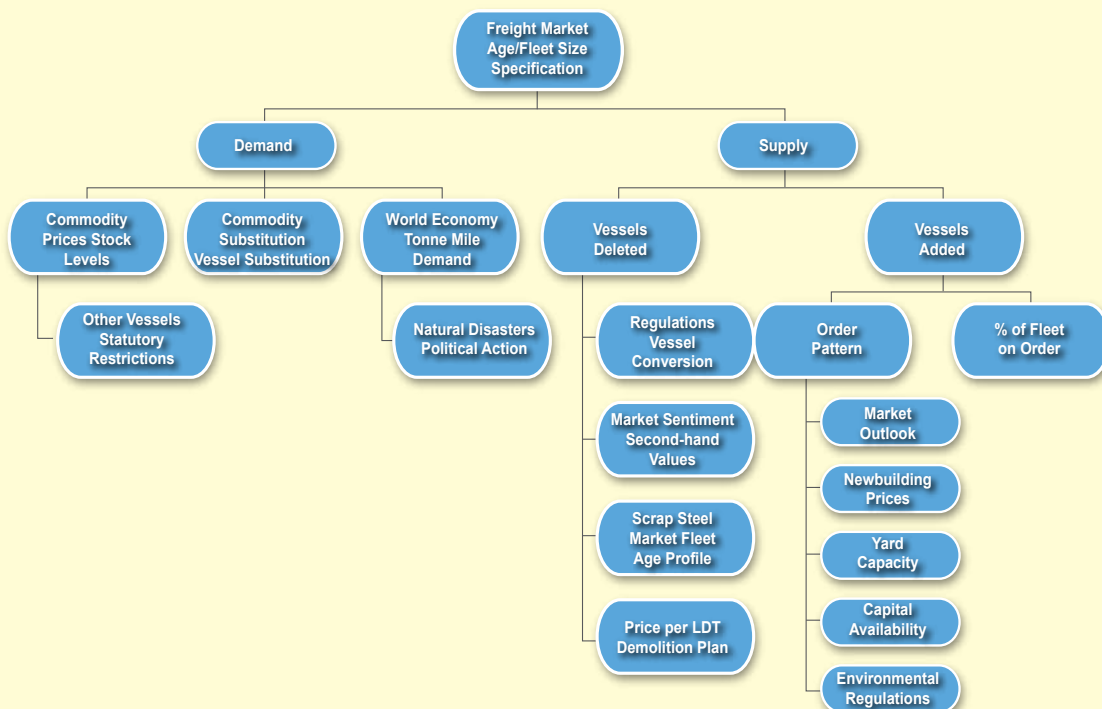 Freight Market
Age/Fleet Size
Specification
Demand
Supply
Commodity
Prices Stock
Levels
Commodity
Substitution
Vessel Substitution
World Economy
Tonne Mile
Demand
Vessels
Deleted
Vessels
Added
Other Vessels
Statutory
Restrictions
Natural Disasters
Political Action
Regulations
Vessel
Conversion
Order
Pattern
% of Fleet
on Order
Market Sentiment
Second-hand
Values
Scrap Steel
Market Fleet
Age Profile
Price per LDT
Demolition Plan
Market
Outlook
Newbuilding
Prices
Yard
Capacity
Capital
Availability
Environmental
Regulations